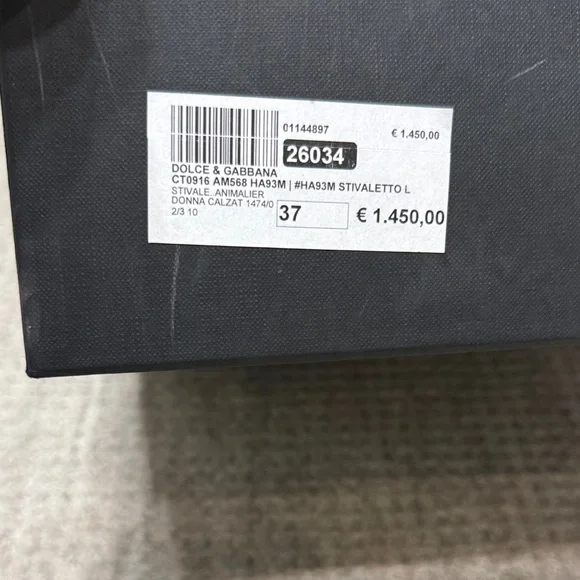 01144897 € 1.450,00
26034
DOLCE & GABBANA
CT0916 AM568 HA93M | #HA93M STIVALETTO L
STIVALE. ANIMALIER
DONNA CALZAT 1474/0
2/3 10
37 € 1.450,00